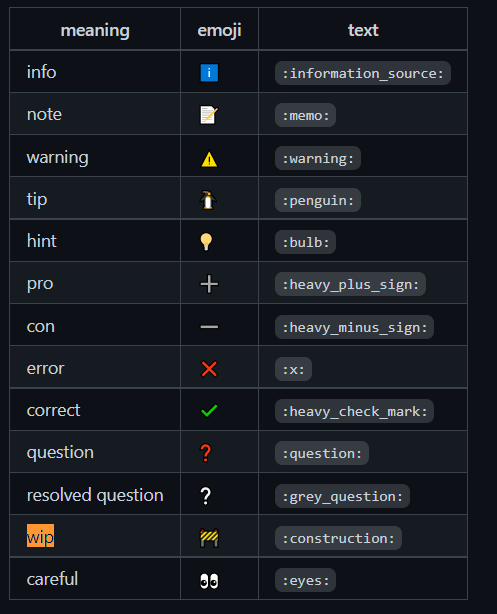 meaning emoji text
info ℹ️ :information_source:
note 📝 :memo:
warning ⚠️ :warning:
tip 🐧 :penguin:
hint 💡 :bulb:
pro ➕ :heavy_plus_sign:
con ➖ :heavy_minus_sign:
error ❌ :x:
correct ✔️ :heavy_check_mark:
question ❓ :question:
resolved question ❔ :grey_question:
wip 🚧 :construction:
careful 👀 :eyes: